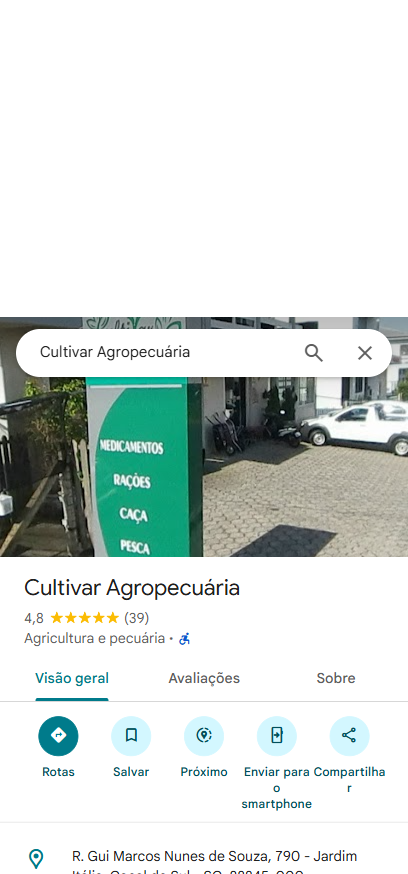 Cultivar Agropecuária
MEDICAMENTOS
RAÇÕES
CAÇA
PESCA
Cultivar Agropecuária
4,8 (39)
Agricultura e pecuária ·
Visão geral Avaliações Sobre
Rotas Salvar Próximo Enviar para o smartphone Compartilhar
R. Gui Marcos Nunes de Souza, 790 - Jardim